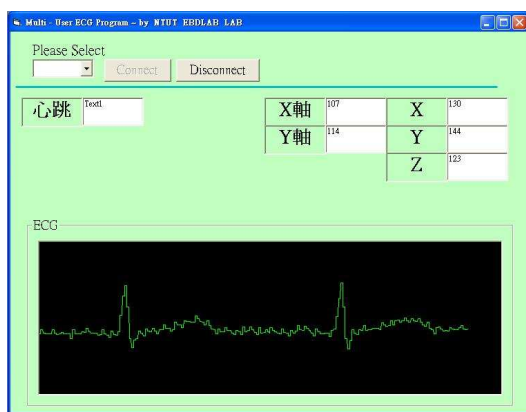 Multi - User ECG Program -- by NTUT EBDLAB LAB
Please Select
Connect Disconnect
心跳 Text1 X軸 107 X 130
Y軸 114 Y 144
Z 123
ECG